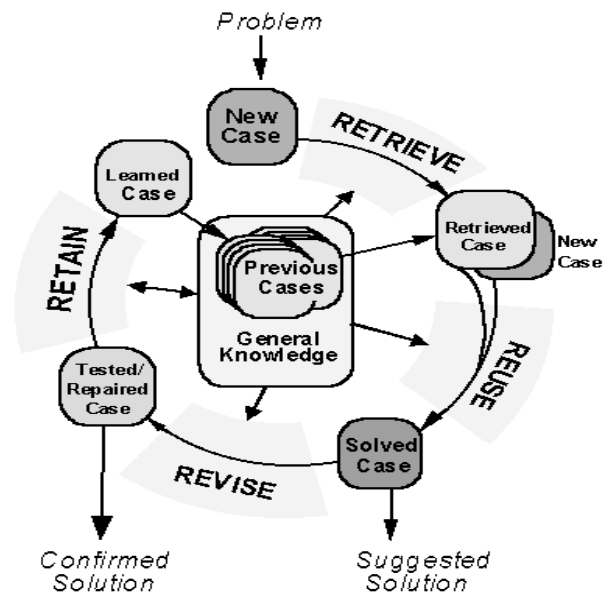 Problem
New
Case
RETRIEVE
Learned
Case
Retrieved
Case
New
Case
Previous
Cases
RETAIN
General
Knowledge
REUSE
Tested/
Repaired
Case
Solved
Case
REVISE
Confirmed
Solution
Suggested
Solution